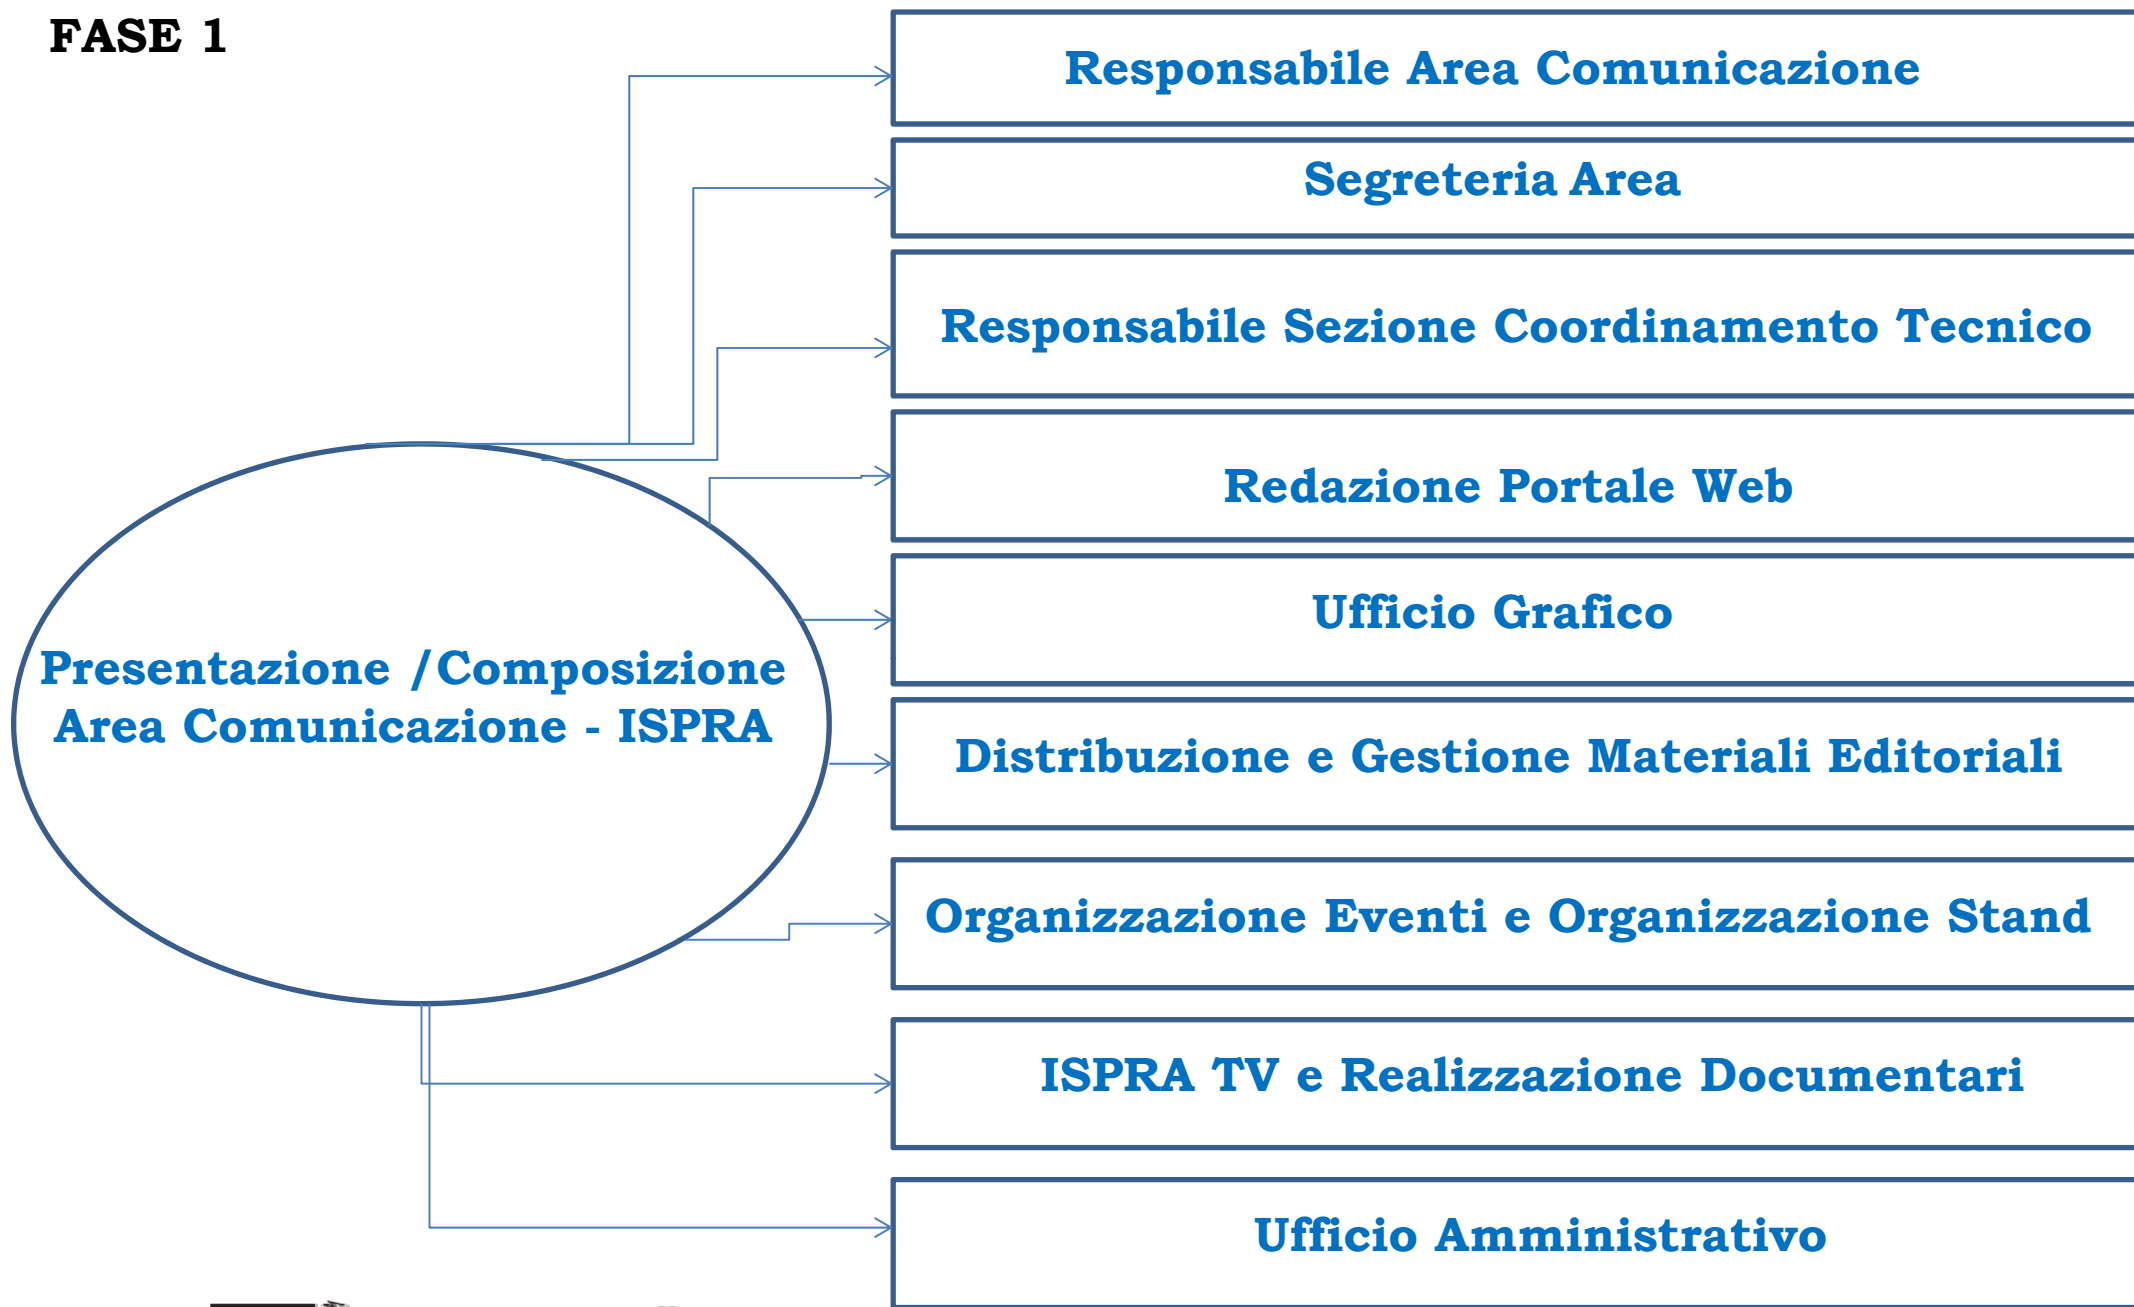 FASE 1
Responsabile Area Comunicazione
Segreteria Area
Responsabile Sezione Coordinamento Tecnico
Redazione Portale Web
Ufficio Grafico
Presentazione /Composizione
Area Comunicazione - ISPRA
Distribuzione e Gestione Materiali Editoriali
Organizzazione Eventi e Organizzazione Stand
ISPRA TV e Realizzazione Documentari
Ufficio Amministrativo